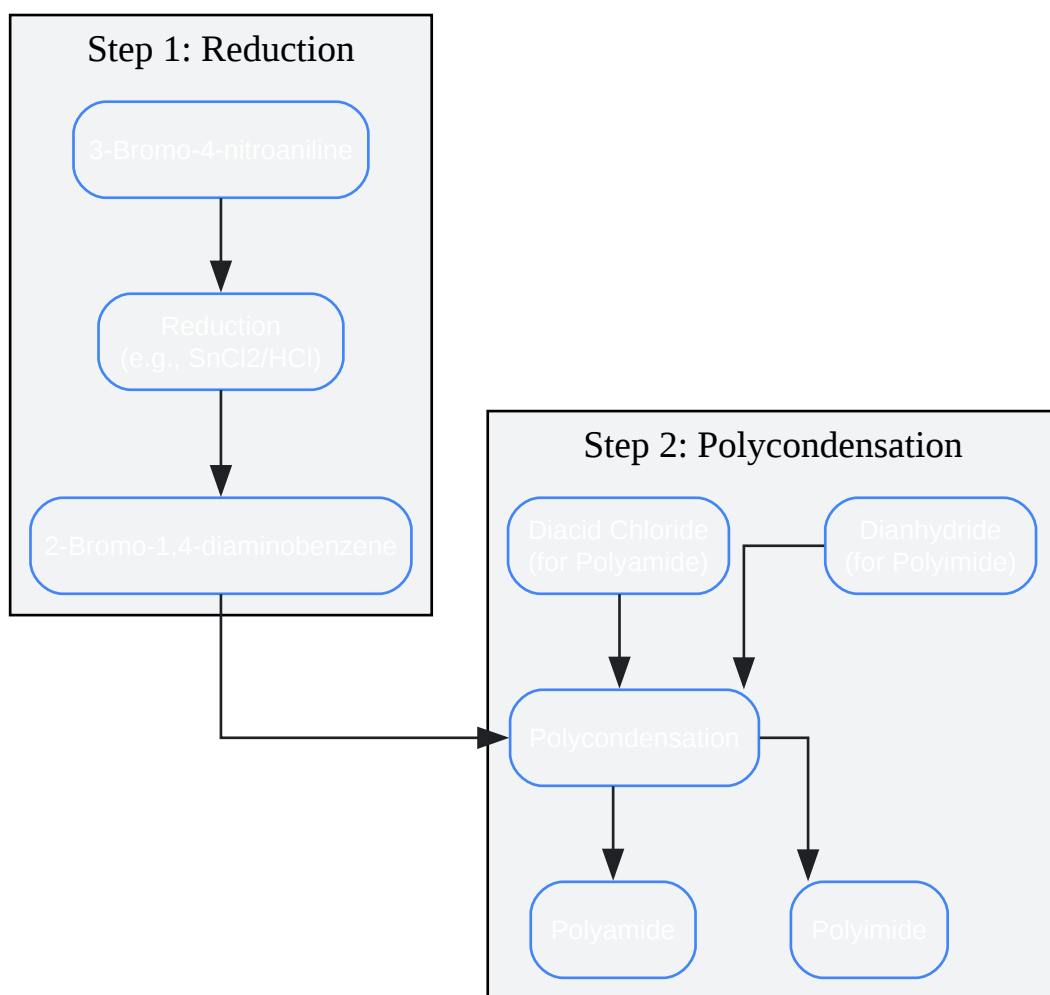 Step 1: Reduction
3-Bromo-4-nitroaniline
Reduction
(e.g., SnCl2/HCl)
2-Bromo-1,4-diaminobenzene
Step 2: Polycondensation
Diacid Chloride
(for Polyamide)
Dianhydride
(for Polyimide)
Polycondensation
Polyamide
Polyimide